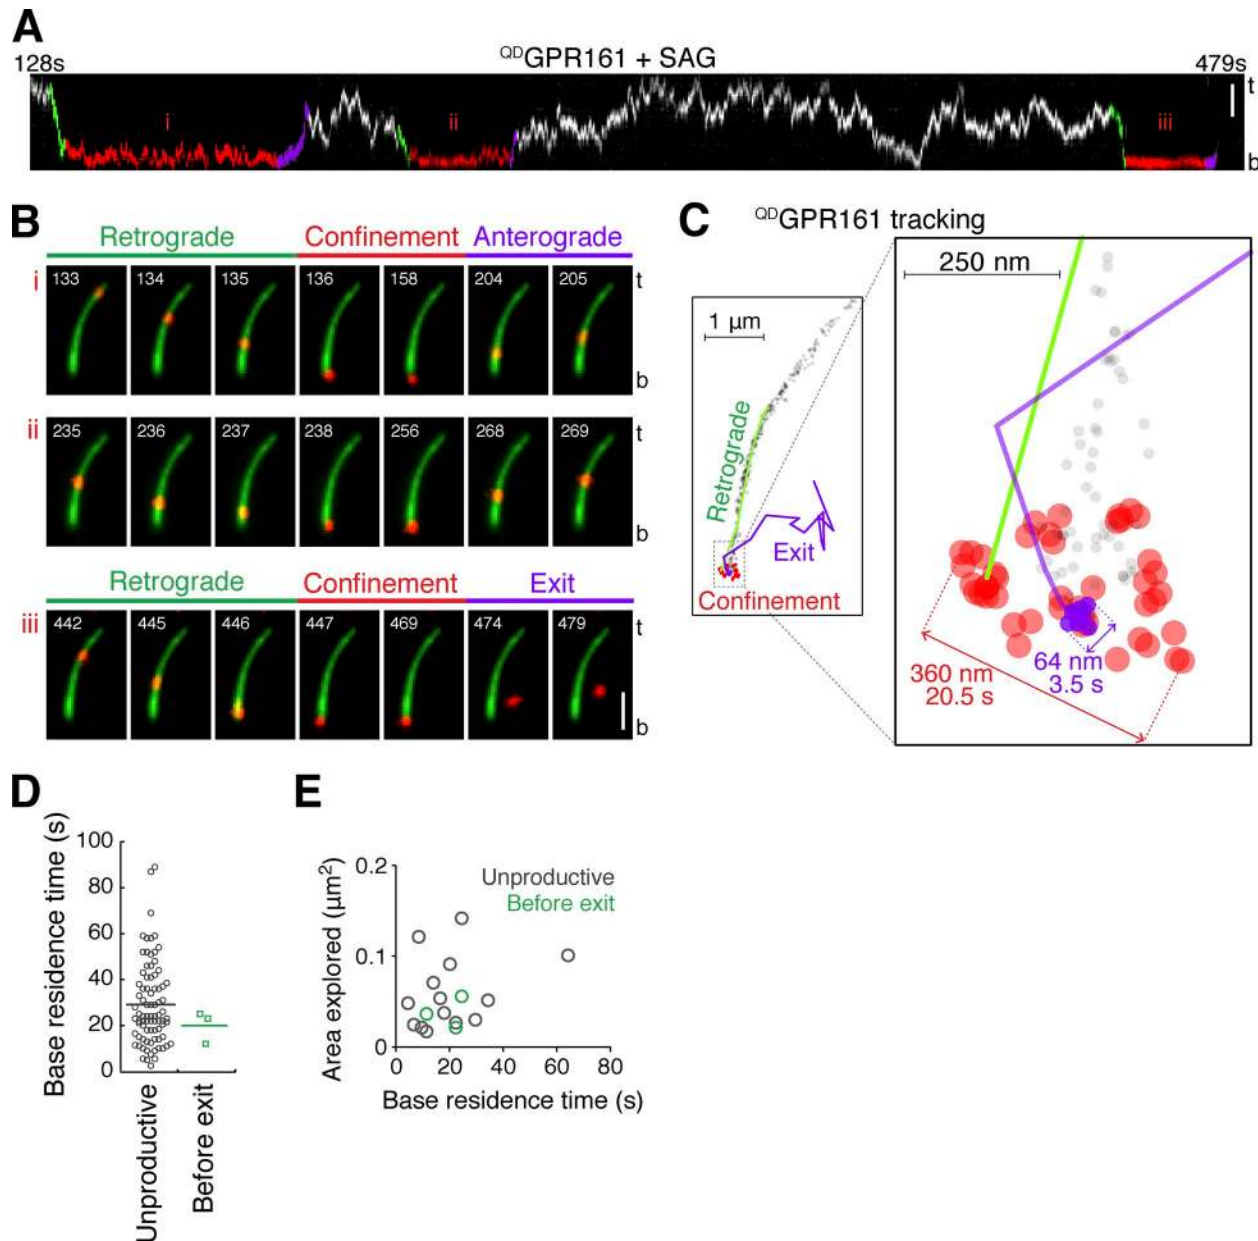 A
QDGPR161 + SAG
128s
479s
t
i
ii
iii
b
B
Retrograde
Confinement
Anterograde
i
133
134
135
136
158
204
205
t
b
ii
235
236
237
238
256
268
269
t
b
Retrograde
Confinement
Exit
iii
442
445
446
447
469
474
479
t
b
C
QDGPR161 tracking
1 µm
Retrograde
Exit
Confinement
250 nm
360 nm
20.5 s
64 nm
3.5 s
D
Base residence time (s)
100
80
60
40
20
0
Unproductive
Before exit
E
Area explored (µm²)
0.2
0.1
0
Unproductive
Before exit
0 20 40 60 80
Base residence time (s)